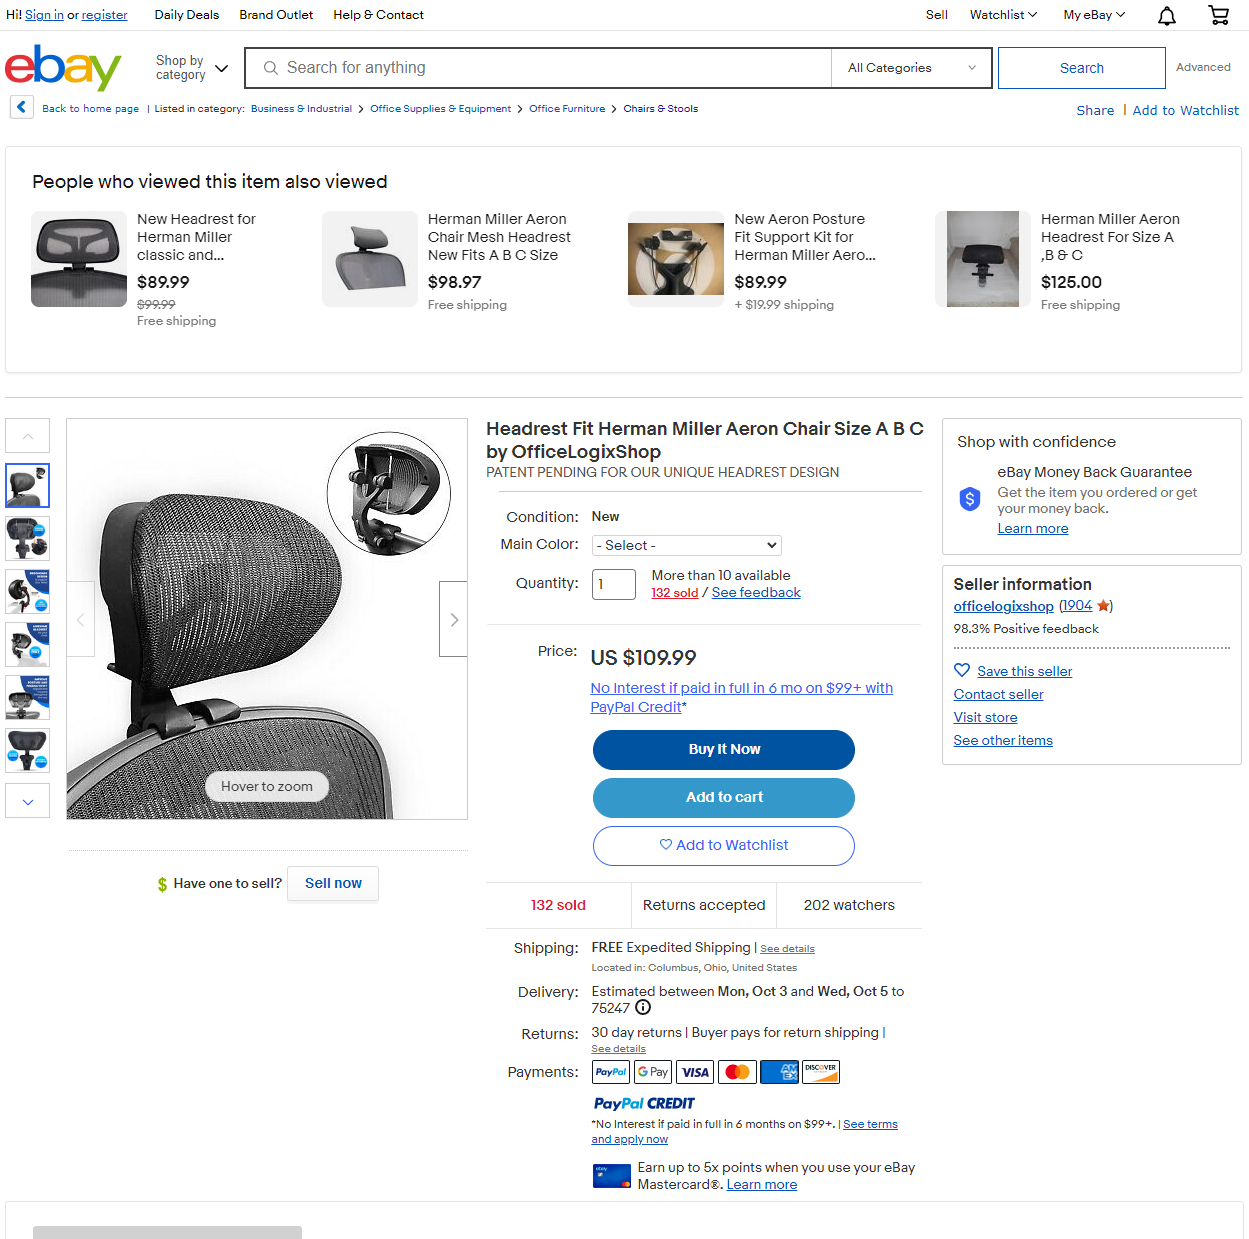 Hi! Sign in or register
Daily Deals
Brand Outlet
Help & Contact
Sell
Watchlist
My eBay
ebay
Shop by category
Search for anything
All Categories
Search
Advanced
Back to home page | Listed in category: Business & Industrial > Office Supplies & Equipment > Office Furniture > Chairs & Stools
Share | Add to Watchlist
People who viewed this item also viewed
New Headrest for
Herman Miller
classic and...
$89.99
$99.99
Free shipping
Herman Miller Aeron
Chair Mesh Headrest
New Fits A B C Size
$98.97
Free shipping
New Aeron Posture
Fit Support Kit for
Herman Miller Aero...
$89.99
+ $19.99 shipping
Herman Miller Aeron
Headrest For Size A
,B & C
$125.00
Free shipping
Hover to zoom
$ Have one to sell? Sell now
Headrest Fit Herman Miller Aeron Chair Size A B C
by OfficeLogixShop
PATENT PENDING FOR OUR UNIQUE HEADREST DESIGN
Condition: New
Main Color: - Select -
Quantity: 1
More than 10 available
132 sold / See feedback
Price: US $109.99
No Interest if paid in full in 6 mo on $99+ with
PayPal Credit*
Buy It Now
Add to cart
Add to Watchlist
132 sold
Returns accepted
202 watchers
Shipping: FREE Expedited Shipping | See details
Located in: Columbus, Ohio, United States
Delivery: Estimated between Mon, Oct 3 and Wed, Oct 5 to
75247
Returns: 30 day returns | Buyer pays for return shipping |
See details
Payments: PayPal G Pay VISA AMEX DISCOVER
PayPal CREDIT
*No Interest if paid in full in 6 months on $99+. | See terms
and apply now
Earn up to 5x points when you use your eBay
Mastercard®. Learn more
Shop with confidence
eBay Money Back Guarantee
Get the item you ordered or get
your money back.
Learn more
Seller information
officelogixshop (1904)
98.3% Positive feedback
Save this seller
Contact seller
Visit store
See other items